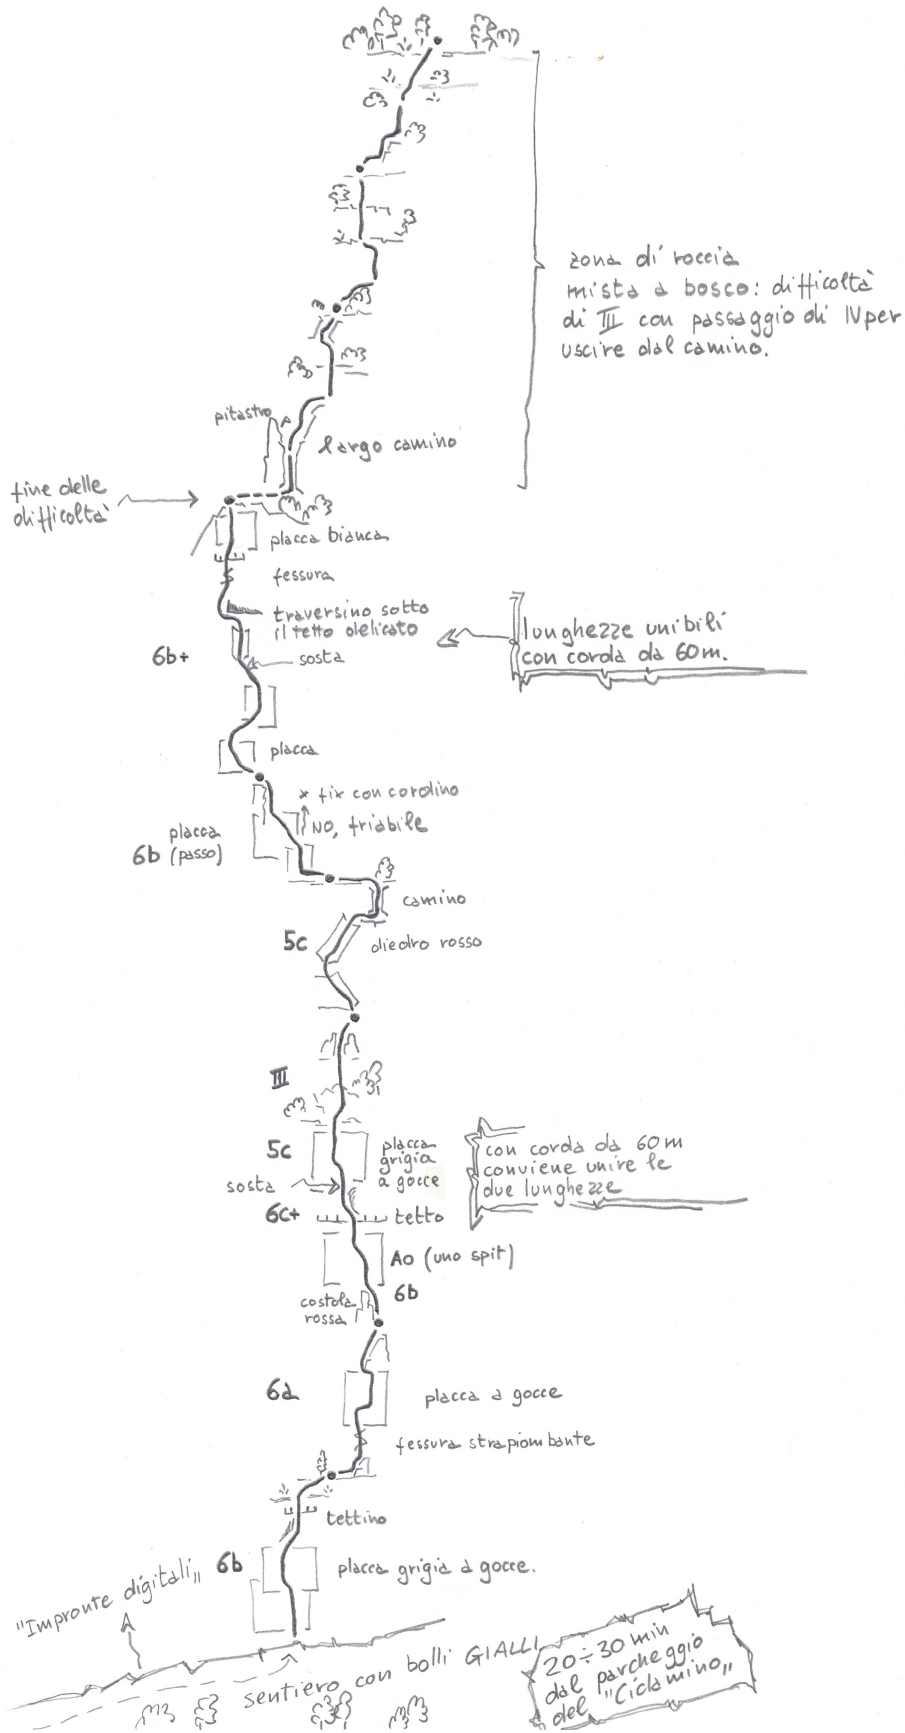 zona di roccia
mista a bosco: difficoltà
di III con passaggio di IV per
uscire dal camino.
pilastro
largo camino
fine delle
difficoltà
placca bianca
fessura
traversino sotto
il tetto delicato
lunghezze unibili
con corda da 60m.
6b+
sosta
placca
x fix con cordino
NO, friabile
placca
6b (passo)
camino
5c
diedro rosso
III
5c
placca
grigia
a gocce
con corda da 60m
conviene unire le
due lunghezze
sosta
6c+
tetto
A0 (uno spit)
6b
costola
rossa
6a
placca a gocce
fessura strapiombante
tettino
6b
placca grigia a gocce.
"Impronte digitali"
sentiero con bolli GIALLI
20÷30 min
dal parcheggio
del "Ciclamino"